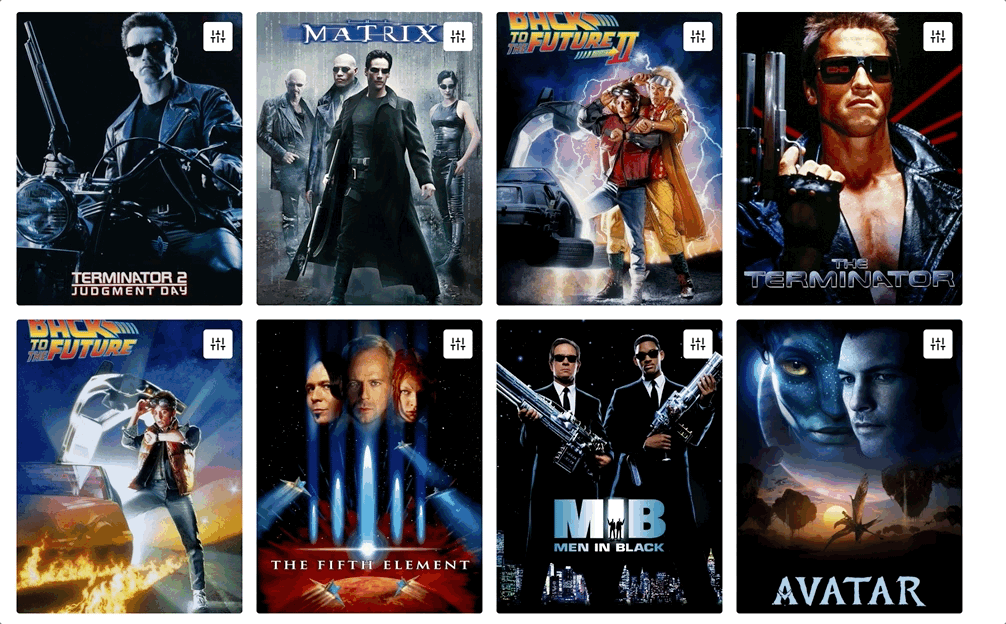 TERMINATOR 2
JUDGMENT DAY
THE
MATRIX
BACK
TO
THE FUTURE II
THE
TERMINATOR
BACK
TO
THE FUTURE
THE FIFTH ELEMENT
MIB
MEN IN BLACK
AVATAR